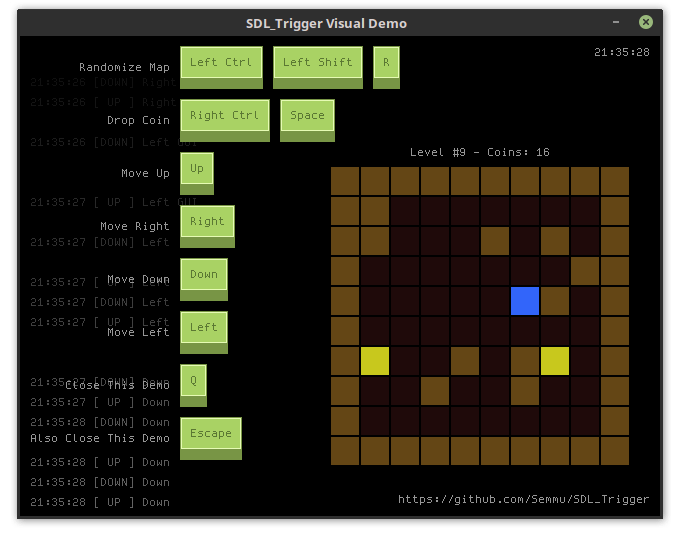 SDL_Trigger Visual Demo
21:35:28
Randomize Map Left Ctrl Left Shift R
21:35:26 [DOWN] Right
21:35:26 [ UP ] Right
Drop Coin Right Ctrl Space
21:35:26 [DOWN] Left GUI
Level #9 - Coins: 16
Move Up Up
21:35:27 [ UP ] Left GUI
Move Right Right
21:35:27 [DOWN] Left
Move Down Down
21:35:27 [ UP ] Left
21:35:28 [DOWN] Left
21:35:28 [ UP ] Left
Move Left Left
21:35:27 [DOWN] Down
Close This Demo Q
21:35:27 [ UP ] Down
21:35:28 [DOWN] Down
Also Close This Demo Escape
21:35:28 [ UP ] Down
21:35:28 [DOWN] Down
21:35:28 [ UP ] Down
https://github.com/Semmu/SDL_Trigger